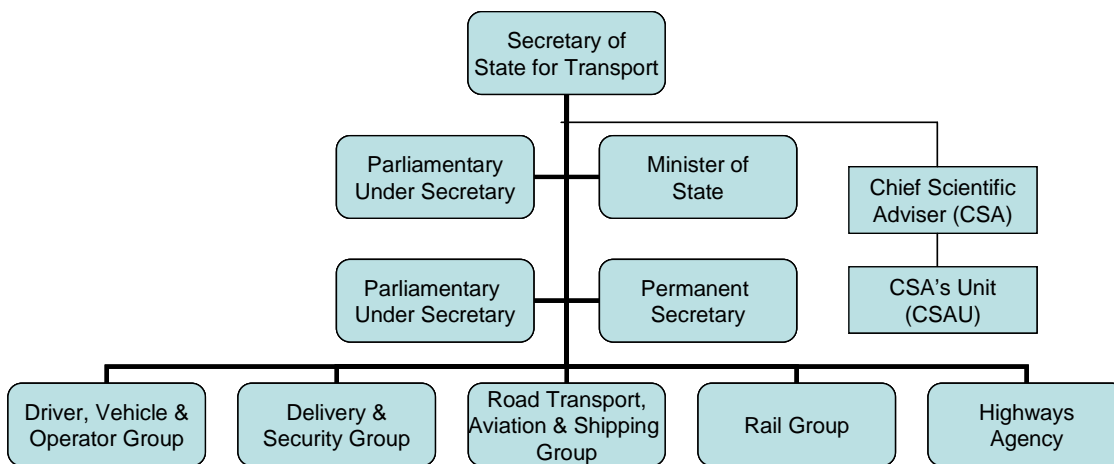 Secretary of
State for Transport
Parliamentary
Under Secretary
Minister of
State
Chief Scientific
Adviser (CSA)
Parliamentary
Under Secretary
Permanent
Secretary
CSA’s Unit
(CSAU)
Driver, Vehicle &
Operator Group
Delivery &
Security Group
Road Transport,
Aviation & Shipping
Group
Rail Group
Highways
Agency